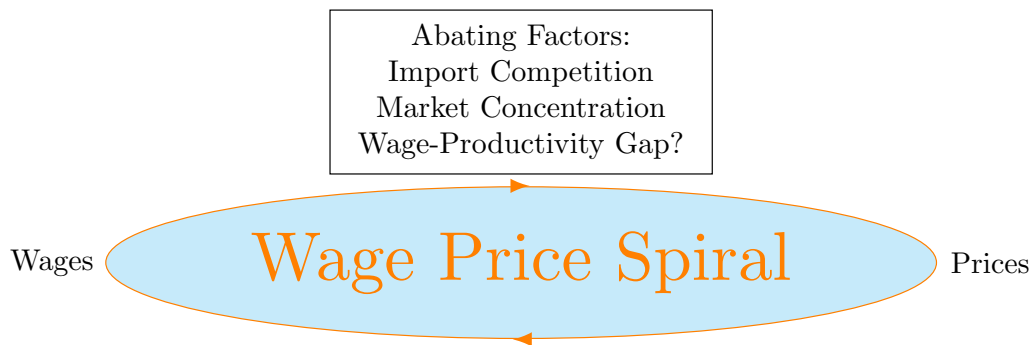 Abating Factors:
Import Competition
Market Concentration
Wage-Productivity Gap?
Wages
Wage Price Spiral
Prices